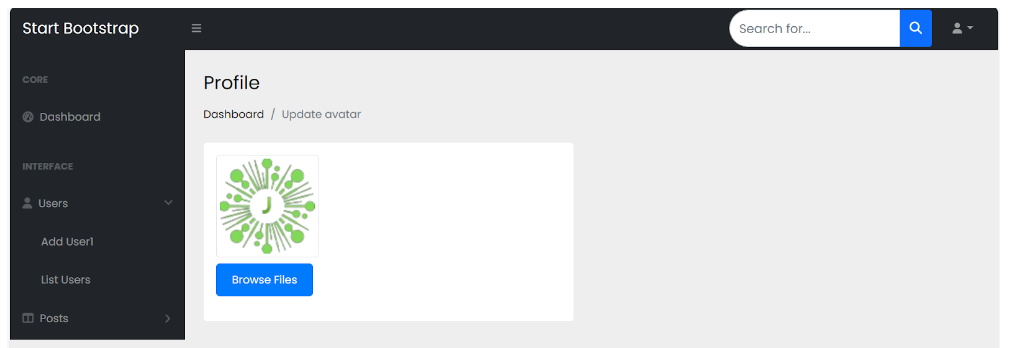 Start Bootstrap
Search for...
CORE
Dashboard
INTERFACE
Users
Add User1
List Users
Posts
Profile
Dashboard / Update avatar
J
Browse Files